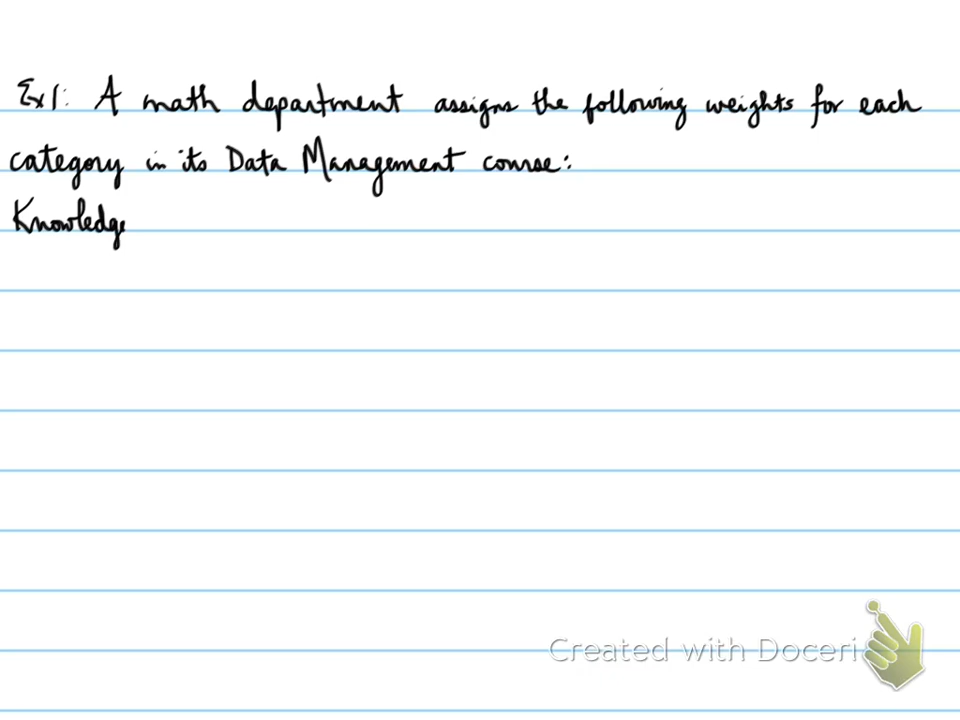 Ex1: A math department assigns the following weights for each
category in its Data Management course:
Knowledge
Created with Doceri